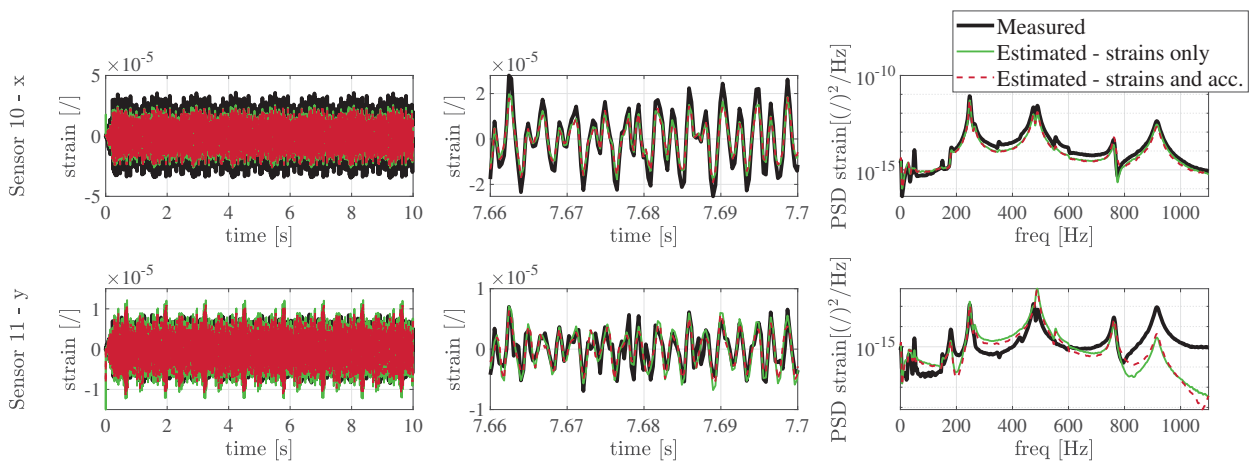 Measured
Estimated - strains only
Estimated - strains and acc.
Sensor 10 - x
strain [/]
×10⁻⁵
5
0
-5
0 2 4 6 8 10
time [s]
strain [/]
×10⁻⁵
2
0
-2
7.66 7.67 7.68 7.69 7.7
time [s]
PSD strain[(/)²/Hz]
10⁻¹⁰
10⁻¹⁵
0 200 400 600 800 1000
freq [Hz]
Sensor 11 - y
strain [/]
×10⁻⁵
1
0
-1
0 2 4 6 8 10
time [s]
strain [/]
×10⁻⁵
1
0
-1
7.66 7.67 7.68 7.69 7.7
time [s]
PSD strain[(/)²/Hz]
10⁻¹⁵
0 200 400 600 800 1000
freq [Hz]